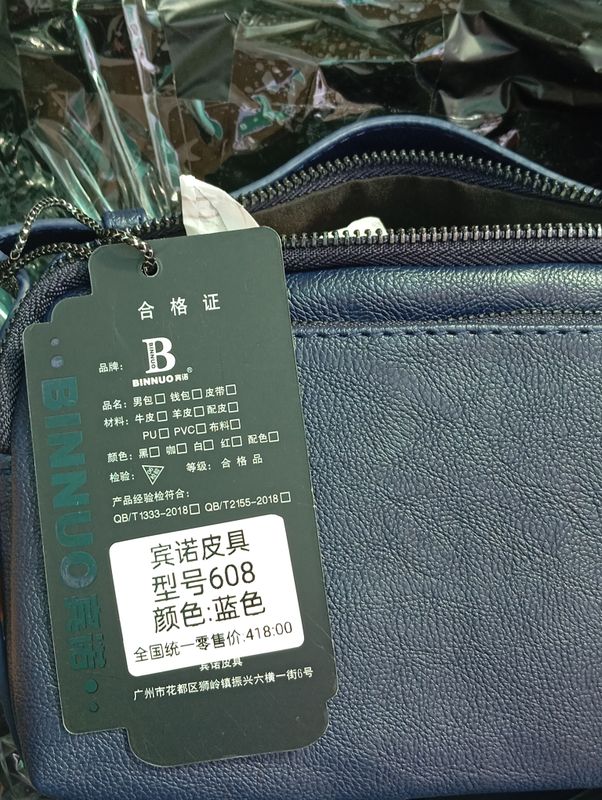 合格证
品牌: B BINNUO
BINNUO宾诺®
品名: 男包□ 钱包□ 皮带□
材料: 牛皮□ 羊皮□ 配皮□
PU□ PVC□ 布料□
颜色: 黑□ 咖□ 白□ 红□ 配色□
检验: 等级: 合格品
产品经验检符合:
QB/T1333-2018□ QB/T2155-2018□
宾诺皮具
型号608
颜色:蓝色
全国统一零售价.418:00
宾诺皮具
广州市花都区狮岭镇振兴六横一街6号
BINNUO宾诺